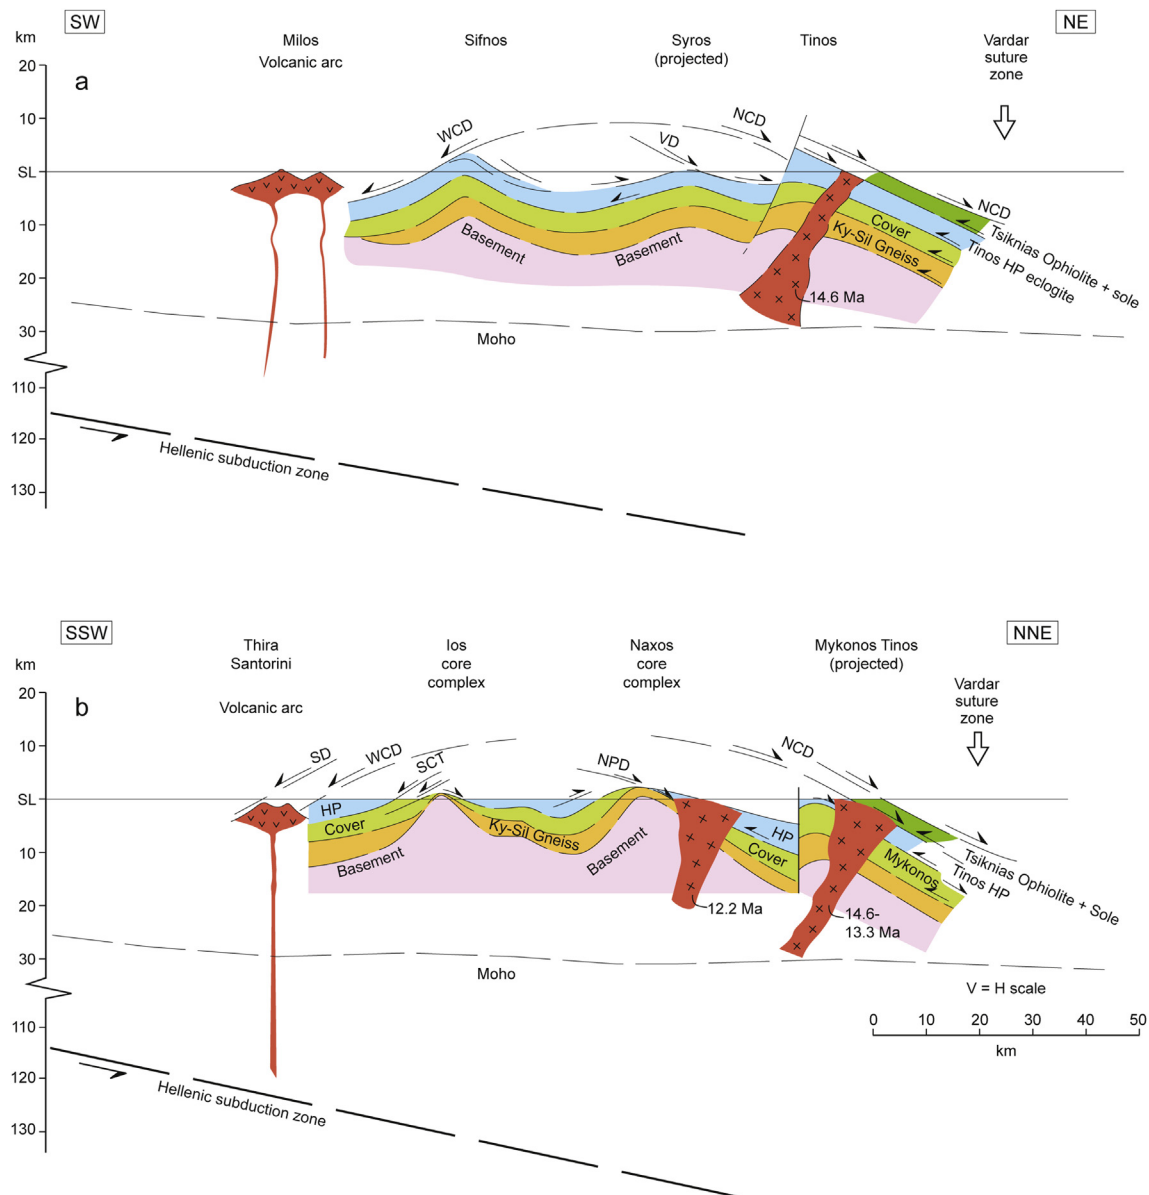 SW
NE
km
Milos
Volcanic arc
Sifnos
Syros
(projected)
Tinos
Vardar
suture
zone
a
20
10
SL
10
20
30
110
120
130
WCD
VD
NCD
NCD
Basement
Basement
Cover
Ky-Sil Gneiss
Tsiknias Ophiolite + sole
Tinos HP eclogite
14.6 Ma
Moho
Hellenic subduction zone
SSW
NNE
km
Thira
Santorini
Volcanic arc
Ios
core
complex
Naxos
core
complex
Mykonos Tinos
(projected)
Vardar
suture
zone
b
20
10
SL
10
20
30
110
120
130
SD
WCD
SCT
NPD
NCD
HP
Cover
Basement
Ky-Sil Gneiss
Basement
HP
Cover
Mykonos
Tinos HP
Tsiknias Ophiolite + Sole
12.2 Ma
14.6-
13.3 Ma
Moho
V = H scale
0 10 20 30 40 50
km
Hellenic subduction zone